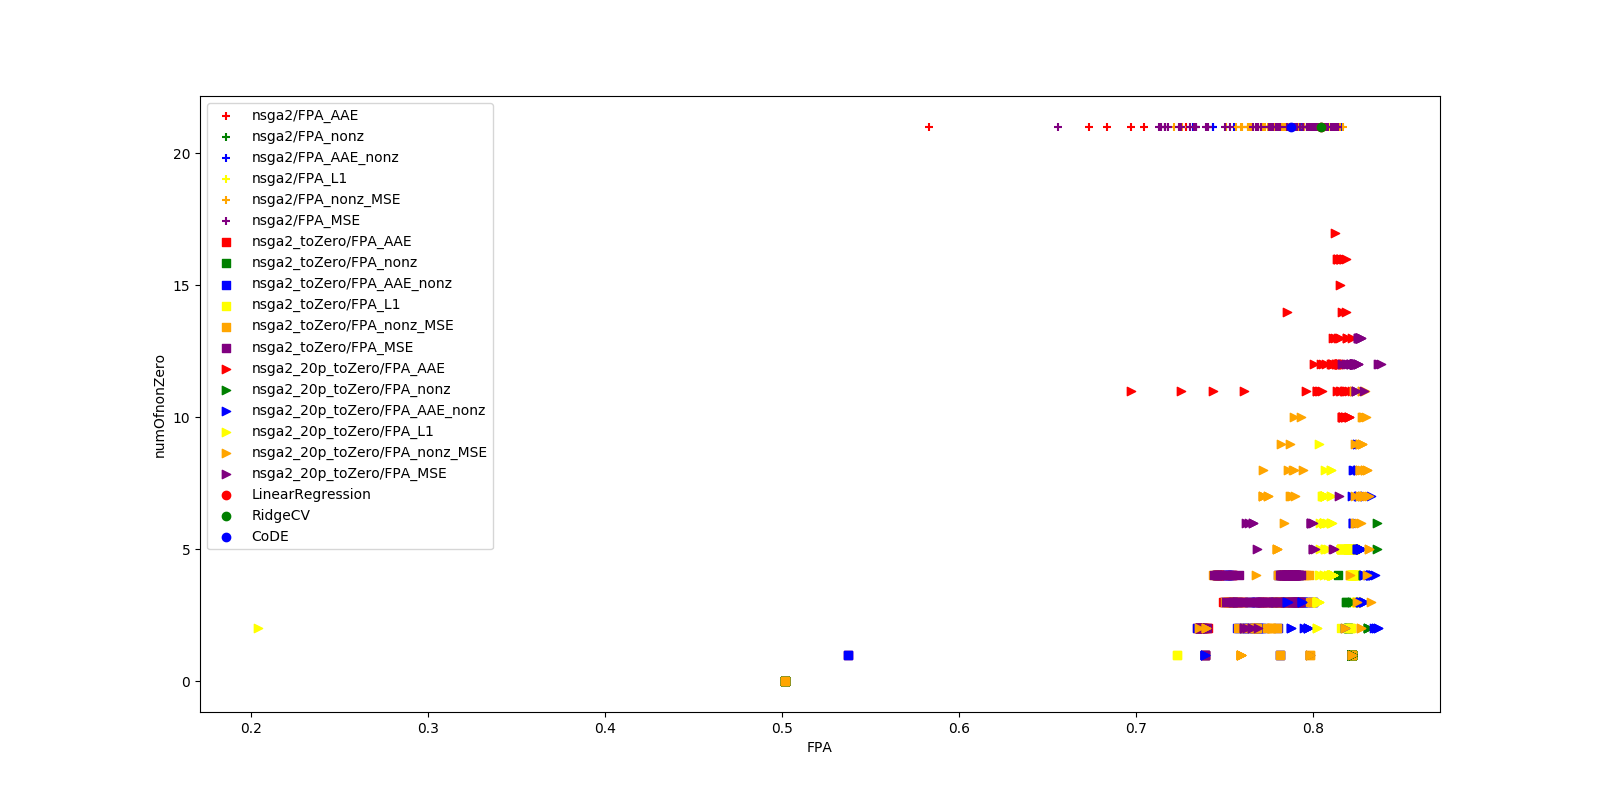 nsga2/FPA_AAE
nsga2/FPA_nonz
nsga2/FPA_AAE_nonz
nsga2/FPA_L1
nsga2/FPA_nonz_MSE
nsga2/FPA_MSE
nsga2_toZero/FPA_AAE
nsga2_toZero/FPA_nonz
nsga2_toZero/FPA_AAE_nonz
nsga2_toZero/FPA_L1
nsga2_toZero/FPA_nonz_MSE
nsga2_toZero/FPA_MSE
nsga2_20p_toZero/FPA_AAE
nsga2_20p_toZero/FPA_nonz
nsga2_20p_toZero/FPA_AAE_nonz
nsga2_20p_toZero/FPA_L1
nsga2_20p_toZero/FPA_nonz_MSE
nsga2_20p_toZero/FPA_MSE
LinearRegression
RidgeCV
CoDE
numOfnonZero
20
15
10
5
0
0.2 0.3 0.4 0.5 0.6 0.7 0.8
FPA